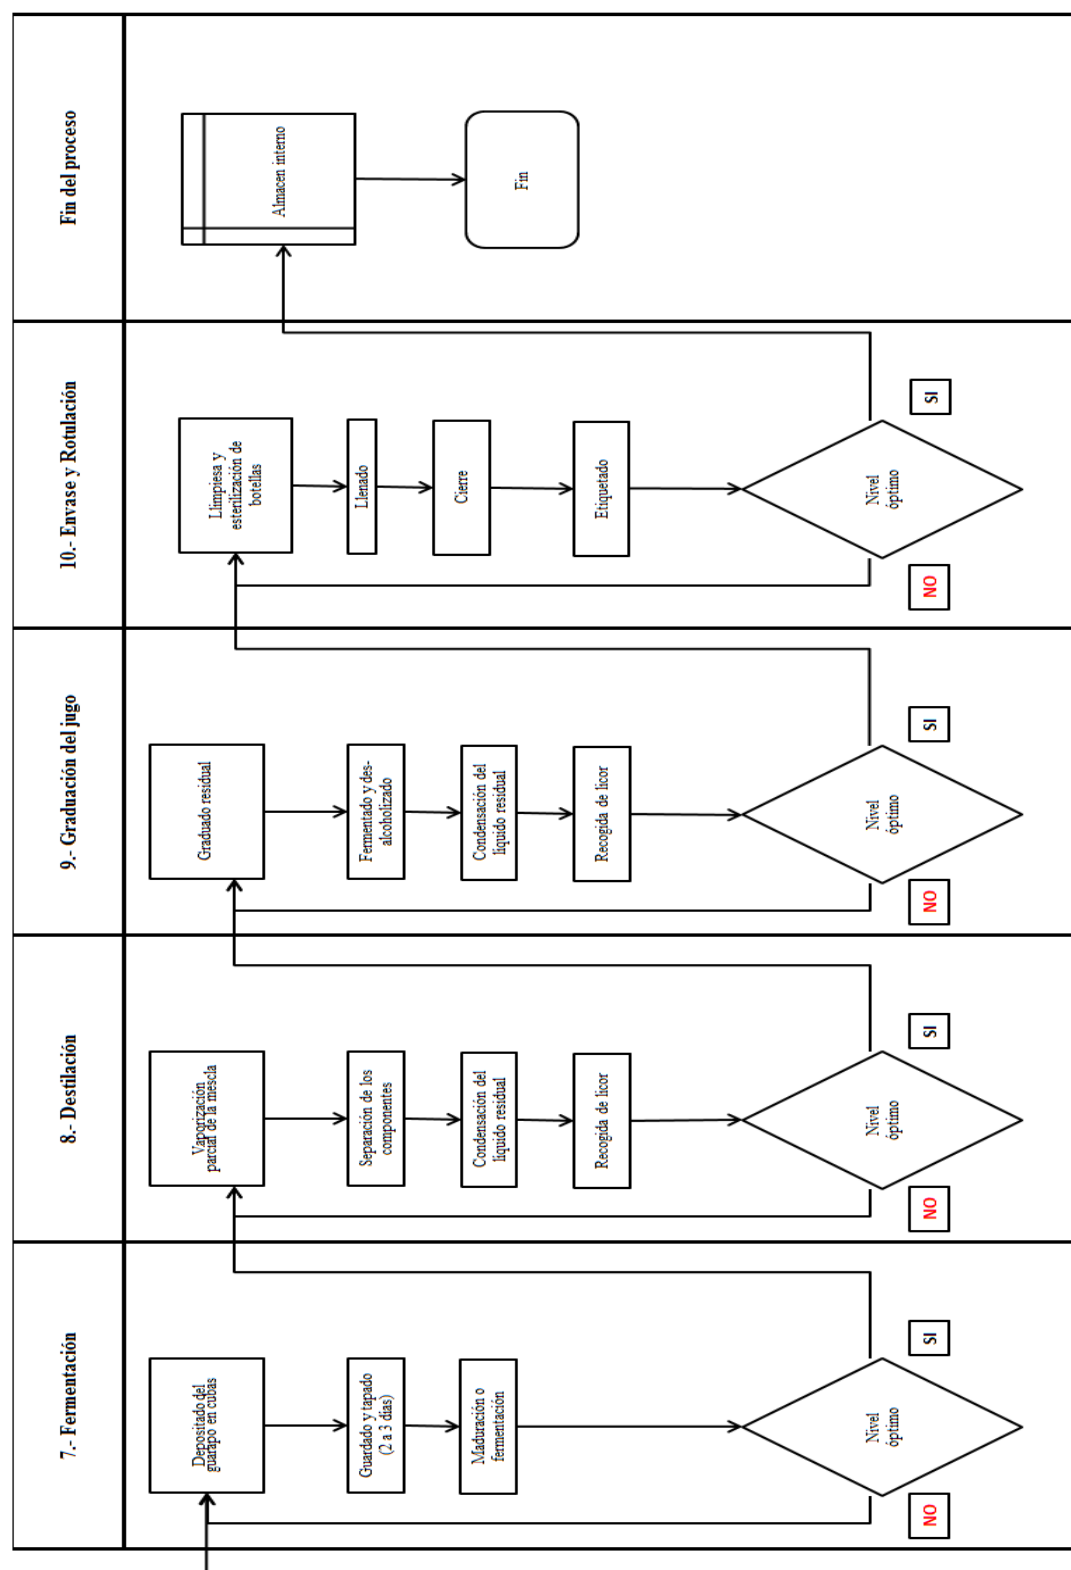 7.- Fermentación
Depositado del
guarapo en cubas
Guardado y tapado
(2 a 3 dias)
Maduración o
fermentación
Nivel
óptimo
NO
SI
8.- Destilación
Vaporización
parcial de la mescla
Separación de los
componentes
Condensación del
líquido residual
Recogida de licor
Nivel
óptimo
NO
SI
9.- Graduación del jugo
Graduado residual
Fermentado y des-
alcoholizado
Condensación del
líquido residual
Recogida de licor
Nivel
óptimo
NO
SI
10.- Envase y Rotulación
Llimpiesa y
esterilización de
botellas
Llenado
Cierre
Etiquetado
Nivel
óptimo
NO
SI
Fin del proceso
Almacen interno
Fin